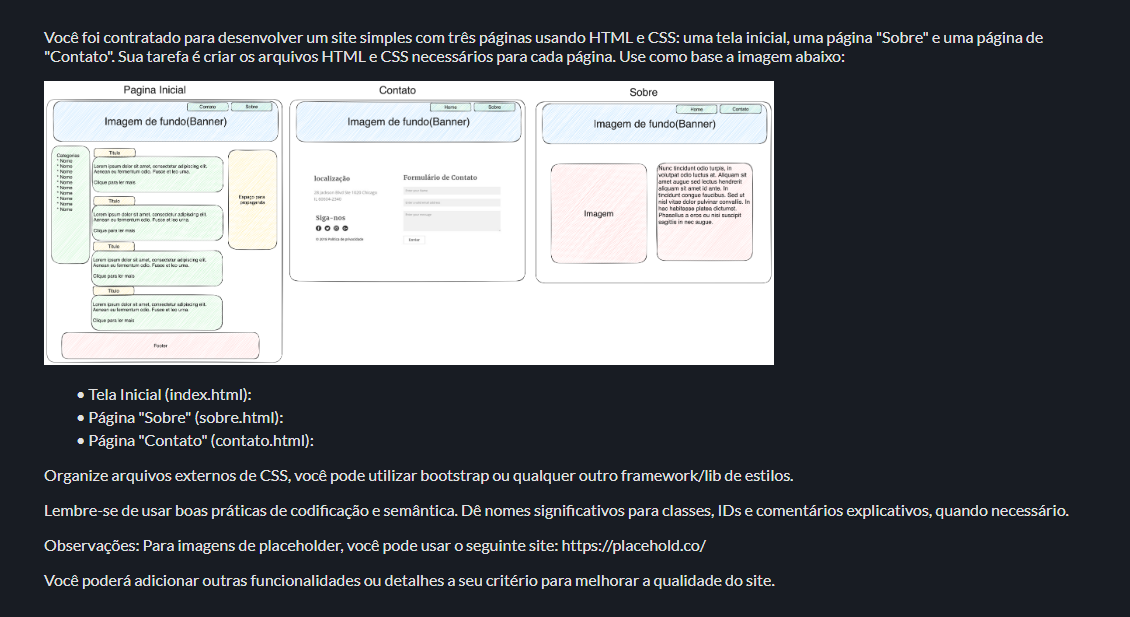 Você foi contratado para desenvolver um site simples com três páginas usando HTML e CSS: uma tela inicial, uma página "Sobre" e uma página de
"Contato". Sua tarefa é criar os arquivos HTML e CSS necessários para cada página. Use como base a imagem abaixo:
Pagina Inicial
Contato
Sobre
Imagem de fundo(Banner)
Categorias
* Nome
* Nome
* Nome
* Nome
* Nome
* Nome
* Nome
* Nome
* Nome
* Nome
Titulo
Lorem ipsum dolor sit amet, consectetur adipiscing elit.
Aenean eu fermentum odio. Fusce et leo urna.
Clique para ler mais
Titulo
Lorem ipsum dolor sit amet, consectetur adipiscing elit.
Aenean eu fermentum odio. Fusce et leo urna.
Clique para ler mais
Titulo
Lorem ipsum dolor sit amet, consectetur adipiscing elit.
Aenean eu fermentum odio. Fusce et leo urna.
Clique para ler mais
Titulo
Lorem ipsum dolor sit amet, consectetur adipiscing elit.
Aenean eu fermentum odio. Fusce et leo urna.
Clique para ler mais
Espaço para
propaganda
Footer
Contato
Home
Sobre
Imagem de fundo(Banner)
localização
Siga-nos
Formulário de Contato
Enviar
Sobre
Home
Contato
Imagem de fundo(Banner)
Imagem
Nunc tincidunt odio turpis, in
volutpat odio luctus at. Aliquam sit
amet augue sed lectus hendrerit
aliquam sit amet id ante. In
tincidunt congue faucibus. Sed ut
nisl vitae dolor pulvinar convallis. In
hac habitasse platea dictumst.
Phasellus a eros eu nisi suscipit
sagittis in nec augue.
• Tela Inicial (index.html):
• Página "Sobre" (sobre.html):
• Página "Contato" (contato.html):
Organize arquivos externos de CSS, você pode utilizar bootstrap ou qualquer outro framework/lib de estilos.
Lembre-se de usar boas práticas de codificação e semântica. Dê nomes significativos para classes, IDs e comentários explicativos, quando necessário.
Observações: Para imagens de placeholder, você pode usar o seguinte site: https://placehold.co/
Você poderá adicionar outras funcionalidades ou detalhes a seu critério para melhorar a qualidade do site.